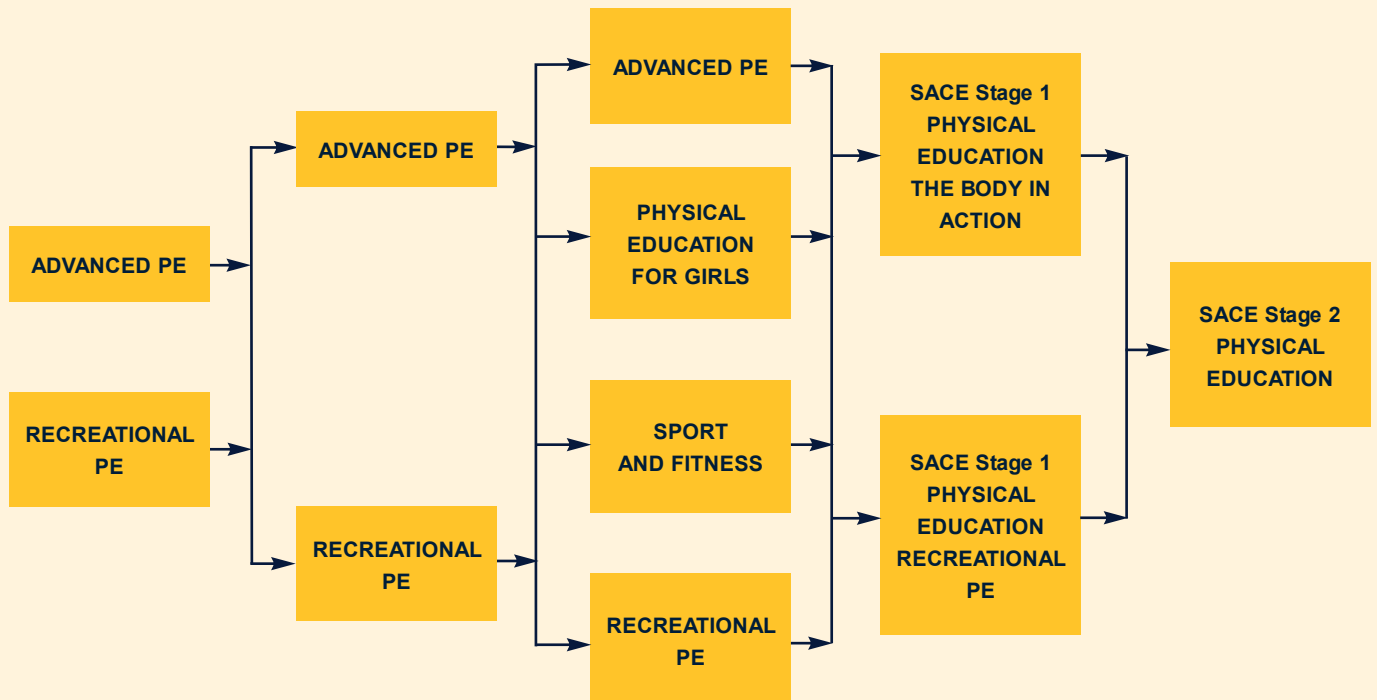 ADVANCED PE
RECREATIONAL
PE
ADVANCED PE
RECREATIONAL
PE
ADVANCED PE
PHYSICAL
EDUCATION
FOR GIRLS
SPORT
AND FITNESS
RECREATIONAL
PE
SACE Stage 1
PHYSICAL
EDUCATION
THE BODY IN
ACTION
SACE Stage 1
PHYSICAL
EDUCATION
RECREATIONAL
PE
SACE Stage 2
PHYSICAL
EDUCATION